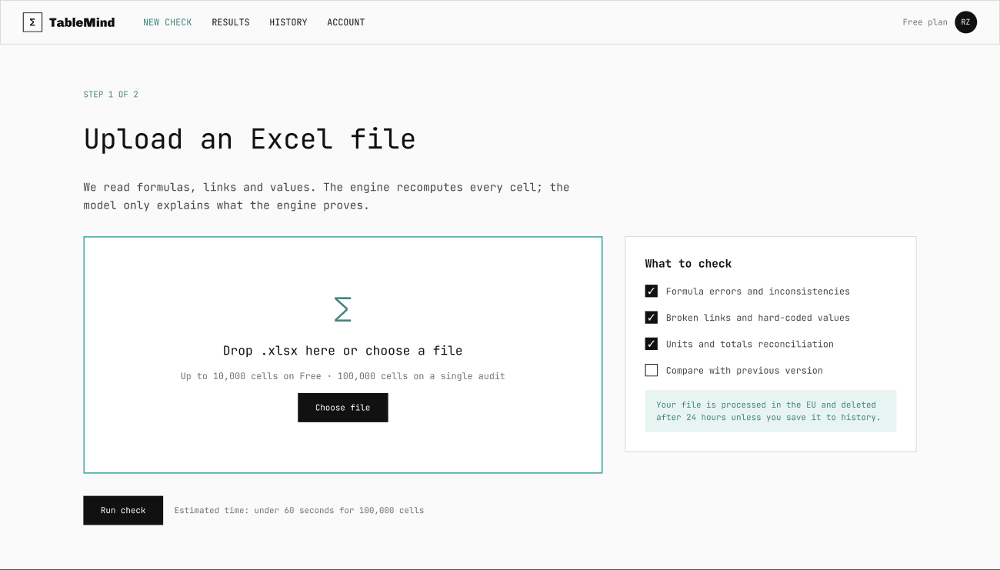 Σ TableMind NEW CHECK RESULTS HISTORY ACCOUNT Free plan RZ
STEP 1 OF 2
Upload an Excel file
We read formulas, links and values. The engine recomputes every cell; the
model only explains what the engine proves.
Σ
Drop .xlsx here or choose a file
Up to 10,000 cells on Free · 100,000 cells on a single audit
Choose file
What to check
✓ Formula errors and inconsistencies
✓ Broken links and hard-coded values
✓ Units and totals reconciliation
Compare with previous version
Your file is processed in the EU and deleted
after 24 hours unless you save it to history.
Run check Estimated time: under 60 seconds for 100,000 cells